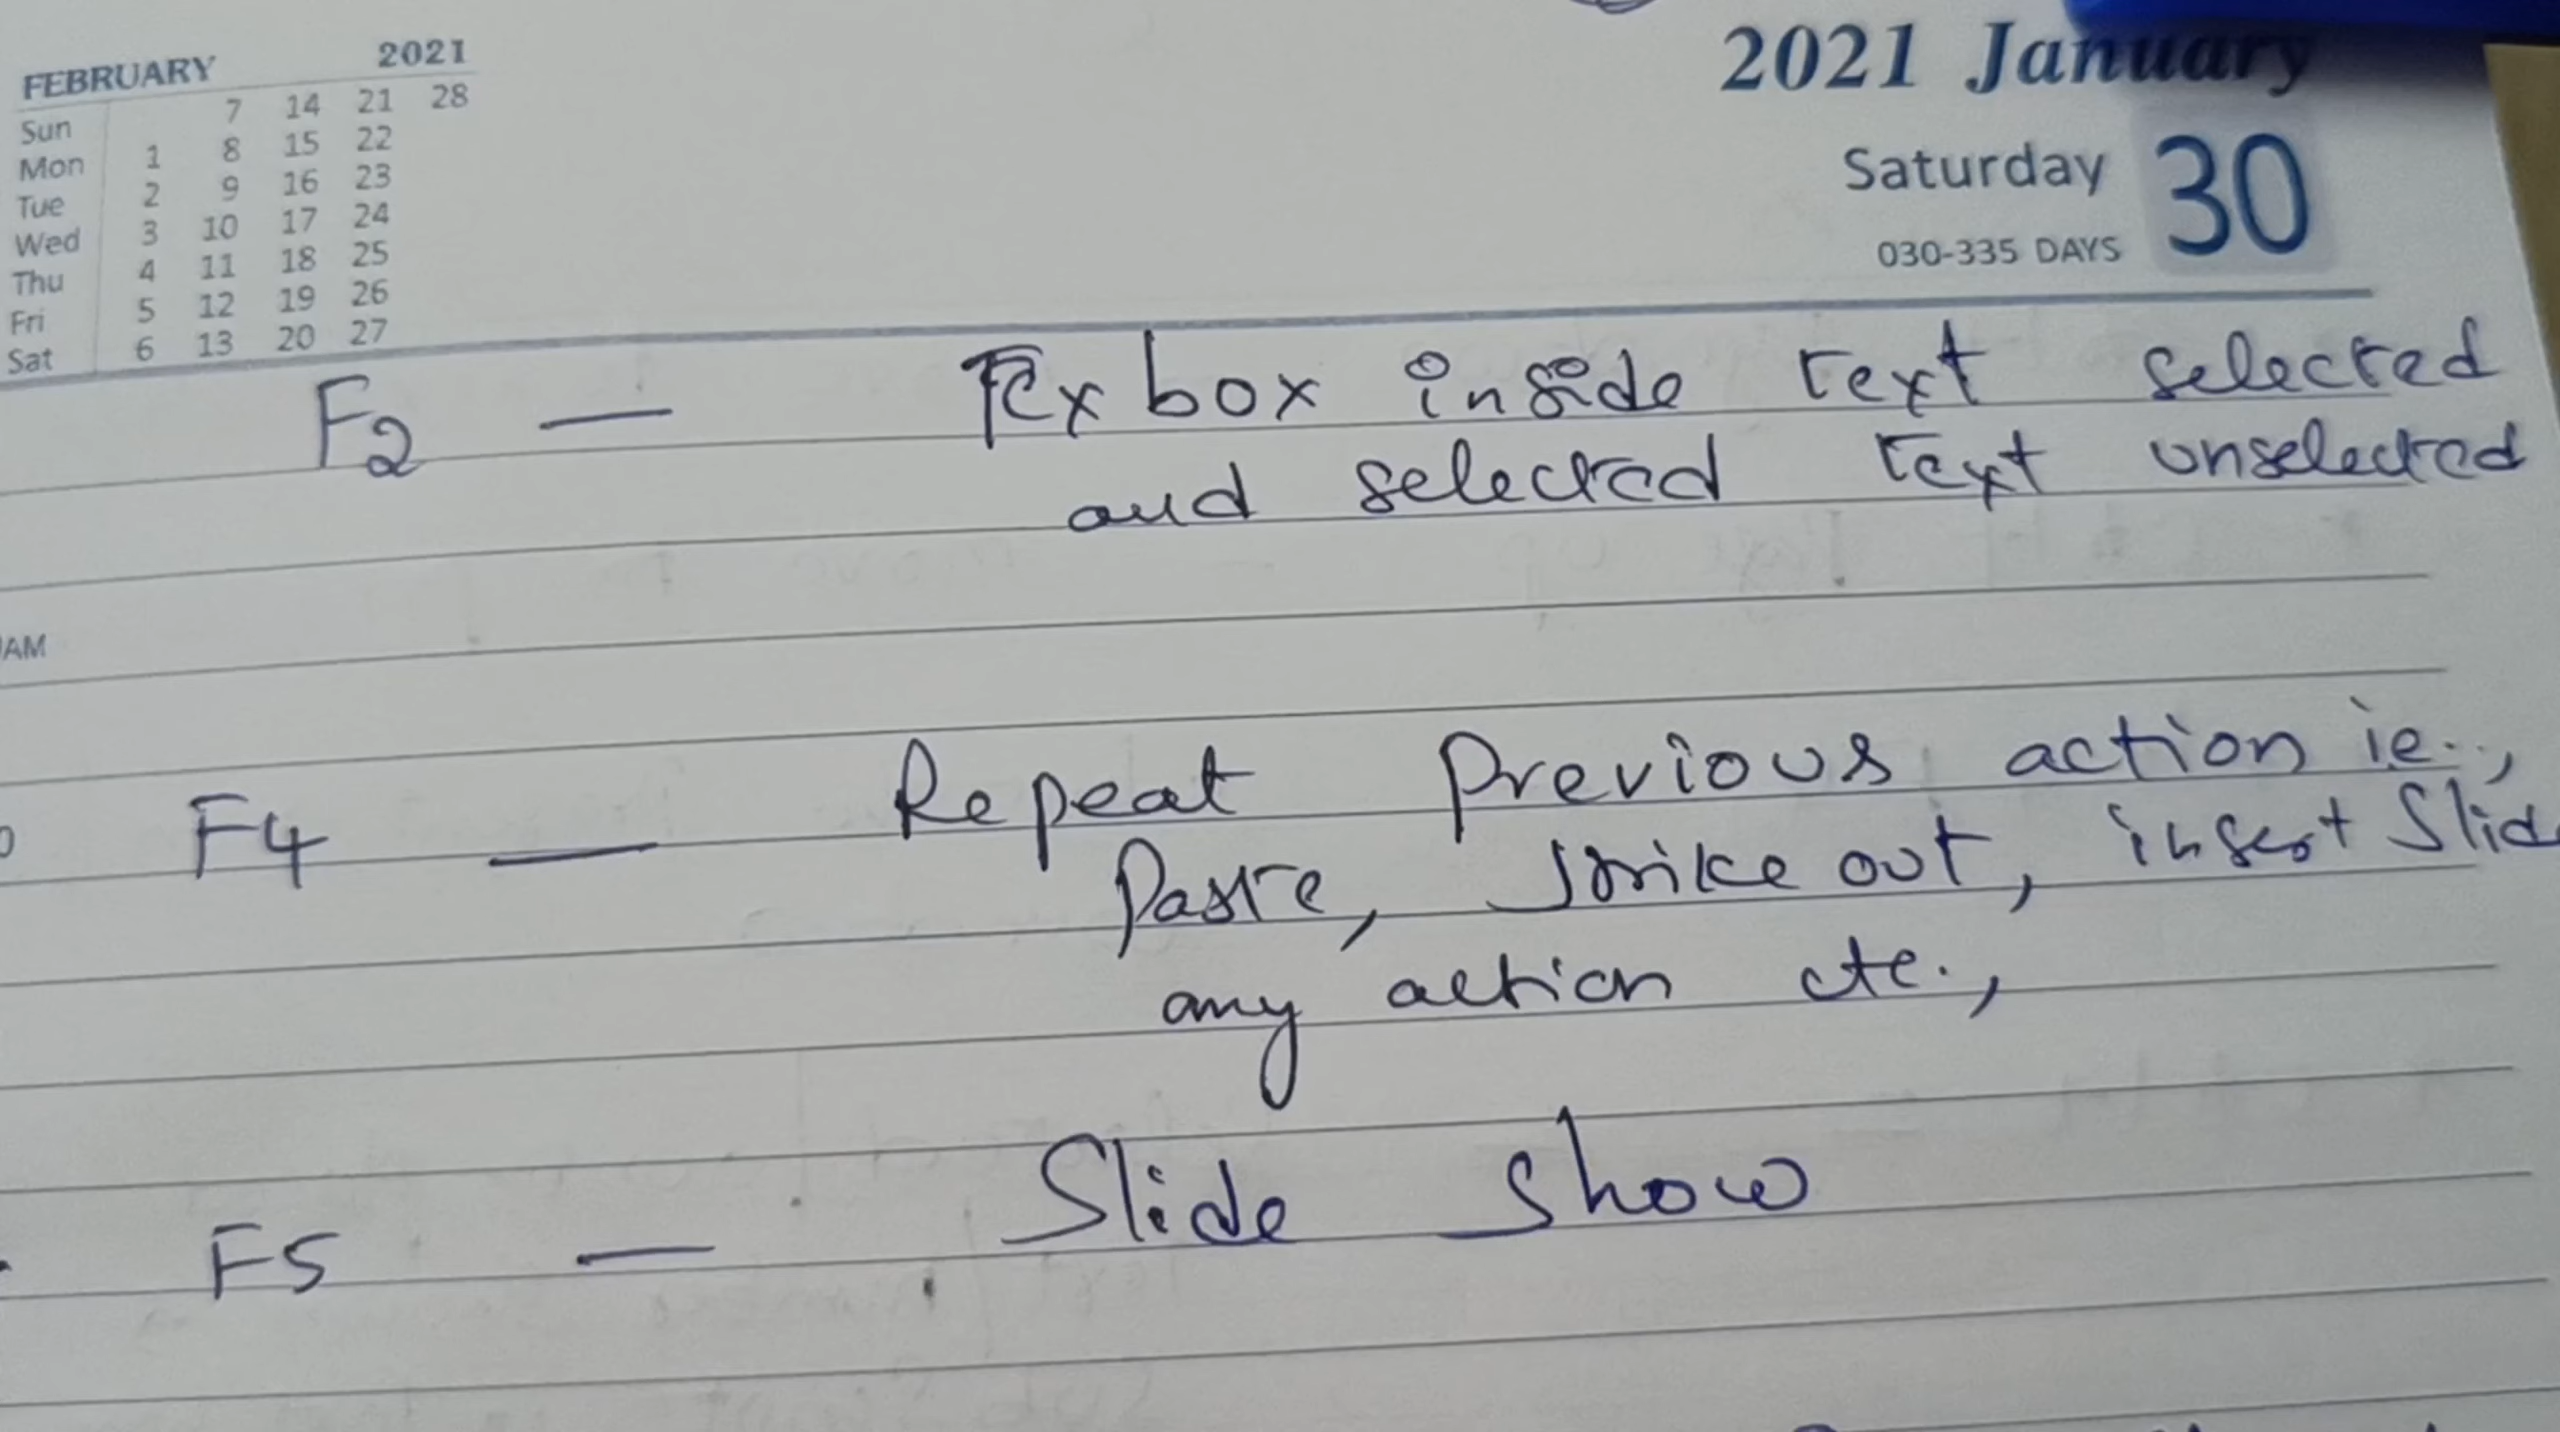 FEBRUARY 2021
Sun 7 14 21 28
Mon 1 8 15 22
Tue 2 9 16 23
Wed 3 10 17 24
Thu 4 11 18 25
Fri 5 12 19 26
Sat 6 13 20 27
2021 January
Saturday 30
030-335 DAYS
F2 — Tex box inside text selected
and selected text unselected
AM
F4 — Repeat Previous action ie.,
Paste, Strike out, insert Slid
any action etc.,
F5 — Slide Show